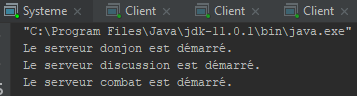 Systeme Client Client Client
"C:\Program Files\Java\jdk-11.0.1\bin\java.exe"
Le serveur donjon est démarré.
Le serveur discussion est démarré.
Le serveur combat est démarré.